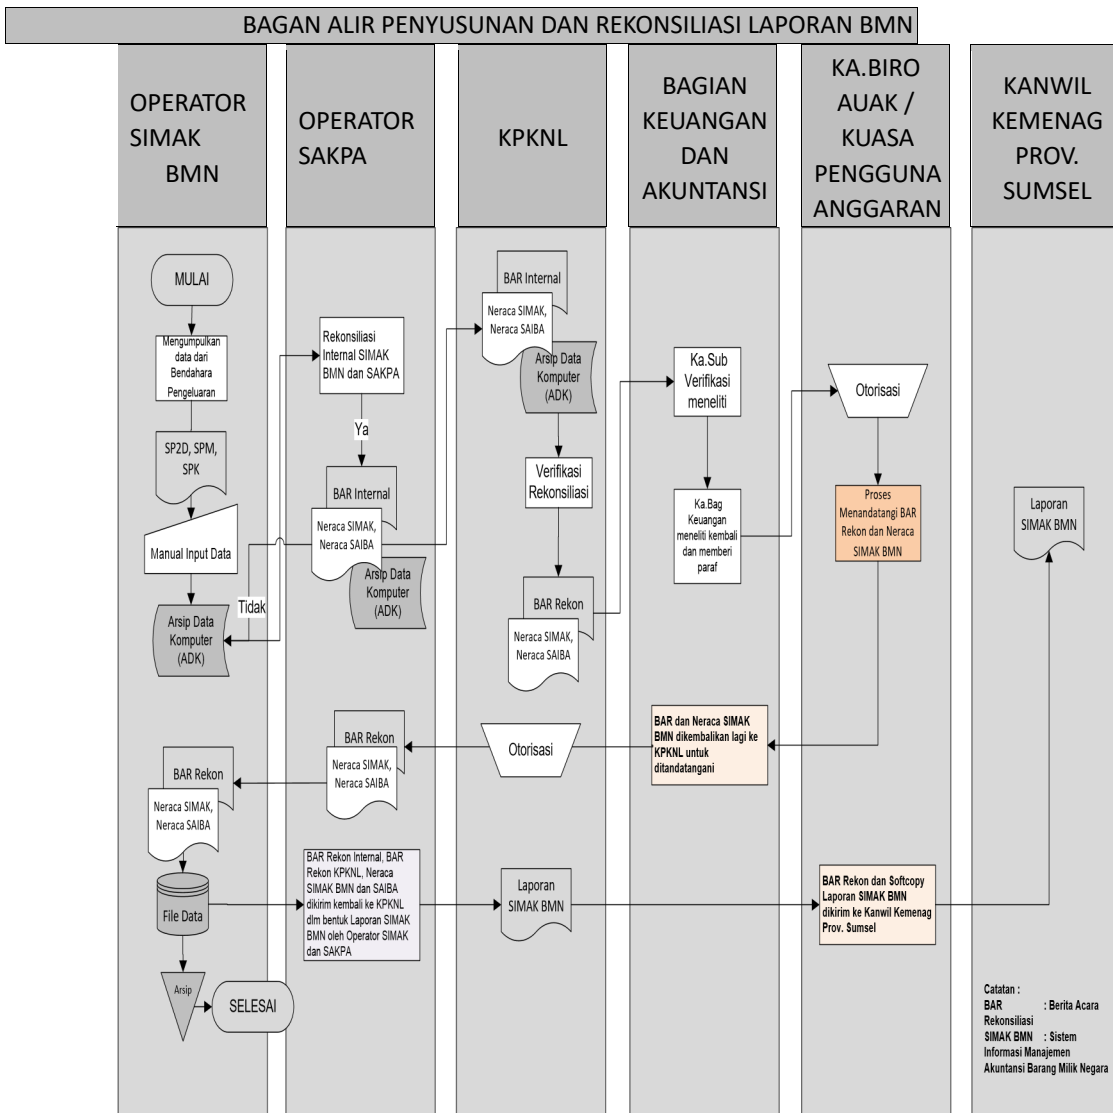 BAGAN ALIR PENYUSUNAN DAN REKONSILIASI LAPORAN BMN
OPERATOR
SIMAK
BMN
OPERATOR
SAKPA
KPKNL
BAGIAN
KEUANGAN
DAN
AKUNTANSI
KA.BIRO
AUAK /
KUASA
PENGGUNA
ANGGARAN
KANWIL
KEMENAG
PROV.
SUMSEL
MULAI
Mengumpulkan
data dari
Bendahara
Pengeluaran
SP2D, SPM,
SPK
Manual Input Data
Arsip Data
Komputer
(ADK)
Tidak
Rekonsiliasi
Internal SIMAK
BMN dan SAKPA
Ya
BAR Internal
Neraca SIMAK,
Neraca SAIBA
Arsip Data
Komputer
(ADK)
BAR Internal
Neraca SIMAK,
Neraca SAIBA
Arsip Data
Komputer
(ADK)
Verifikasi
Rekonsiliasi
BAR Rekon
Neraca SIMAK,
Neraca SAIBA
Ka.Sub
Verifikasi
meneliti
Ka.Bag
Keuangan
meneliti kembali
dan memberi
paraf
Otorisasi
Proses
Menandatangi BAR
Rekon dan Neraca
SIMAK BMN
Laporan
SIMAK BMN
BAR dan Neraca SIMAK
BMN dikembalikan lagi ke
KPKNL untuk
ditandatangani
Otorisasi
BAR Rekon
Neraca SIMAK,
Neraca SAIBA
BAR Rekon
Neraca SIMAK,
Neraca SAIBA
File Data
BAR Rekon Internal, BAR
Rekon KPKNL, Neraca
SIMAK BMN dan SAIBA
dikirim kembali ke KPKNL
dlm bentuk Laporan SIMAK
BMN oleh Operator SIMAK
dan SAKPA
Laporan
SIMAK BMN
BAR Rekon dan Softcopy
Laporan SIMAK BMN
dikirim ke Kanwil Kemenag
Prov. Sumsel
Arsip
SELESAI
Catatan :
BAR : Berita Acara
Rekonsiliasi
SIMAK BMN : Sistem
Informasi Manajemen
Akuntansi Barang Milik Negara